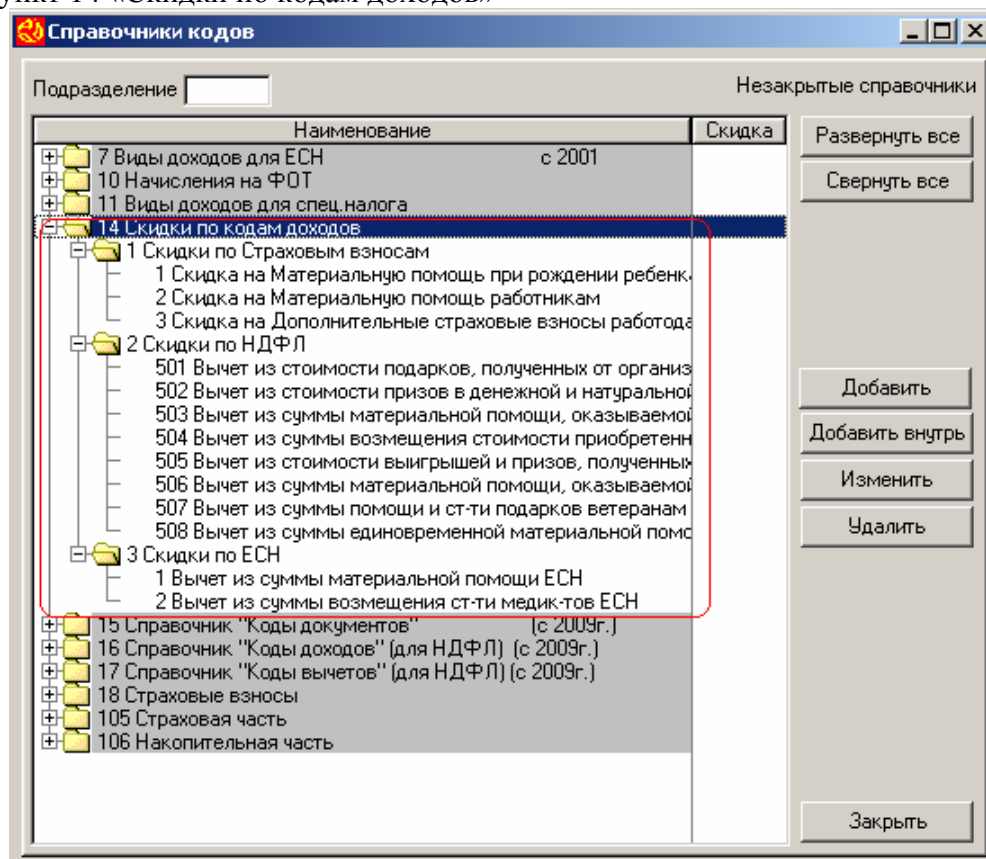 ункт 14 «Скидки по кодам доходов»
Справочники кодов
Подразделение
Незакрытые справочники
Наименование Скидка
7 Виды доходов для ЕСН с 2001
10 Начисления на ФОТ
11 Виды доходов для спец.налога
14 Скидки по кодам доходов
1 Скидки по Страховым взносам
1 Скидка на Материальную помощь при рождении ребенк
2 Скидка на Материальную помощь работникам
3 Скидка на Дополнительные страховые взносы работода
2 Скидки по НДФЛ
501 Вычет из стоимости подарков, полученных от организ
502 Вычет из стоимости призов в денежной и натуральной
503 Вычет из суммы материальной помощи, оказываемой
504 Вычет из суммы возмещения стоимости приобретенн
505 Вычет из стоимости выигрышей и призов, полученных
506 Вычет из суммы материальной помощи, оказываемой
507 Вычет из суммы помощи и ст-ти подарков ветеранам
508 Вычет из суммы единовременной материальной помо
3 Скидки по ЕСН
1 Вычет из суммы материальной помощи ЕСН
2 Вычет из суммы возмещения ст-ти медик-тов ЕСН
15 Справочник "Коды документов" (с 2009г.)
16 Справочник "Коды доходов" (для НДФЛ) (с 2009г.)
17 Справочник "Коды вычетов" (для НДФЛ) (с 2009г.)
18 Страховые взносы
105 Страховая часть
106 Накопительная часть
Развернуть все
Свернуть все
Добавить
Добавить внутрь
Изменить
Удалить
Закрыть